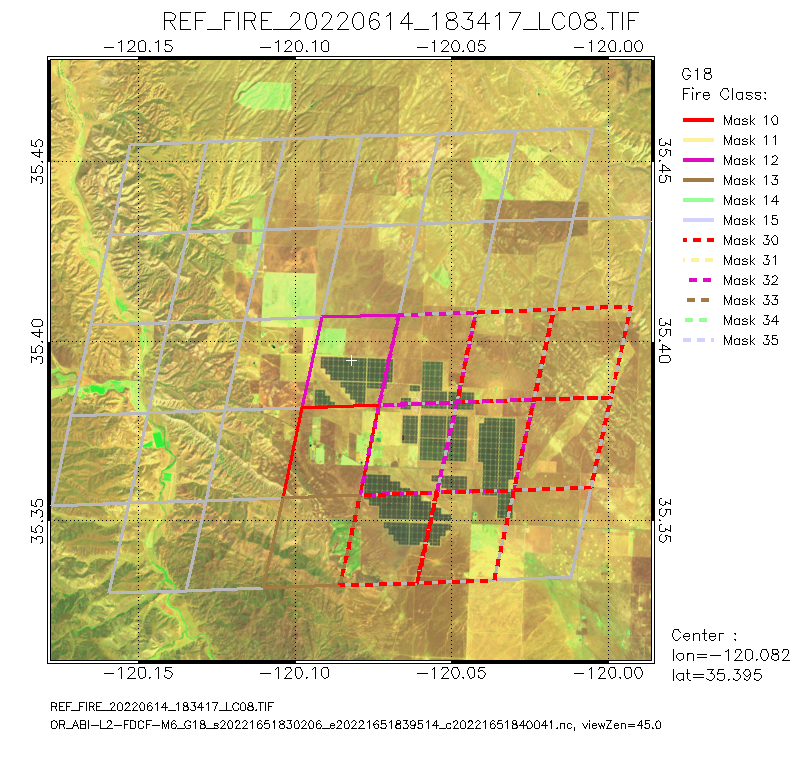 REF_FIRE_20220614_183417_LC08.TIF
−120.15 −120.10 −120.05 −120.00
G18
Fire Class:
Mask 10
Mask 11
Mask 12
Mask 13
Mask 14
Mask 15
Mask 30
Mask 31
Mask 32
Mask 33
Mask 34
Mask 35
35.45 35.45
35.40 35.40
35.35 35.35
Center :
lon=−120.082
lat=35.395
−120.15 −120.10 −120.05 −120.00
REF_FIRE_20220614_183417_LC08.TIF
OR_ABI−L2−FDCF−M6_G18_s20221651830206_e20221651839514_c20221651840041.nc, viewZen=45.0